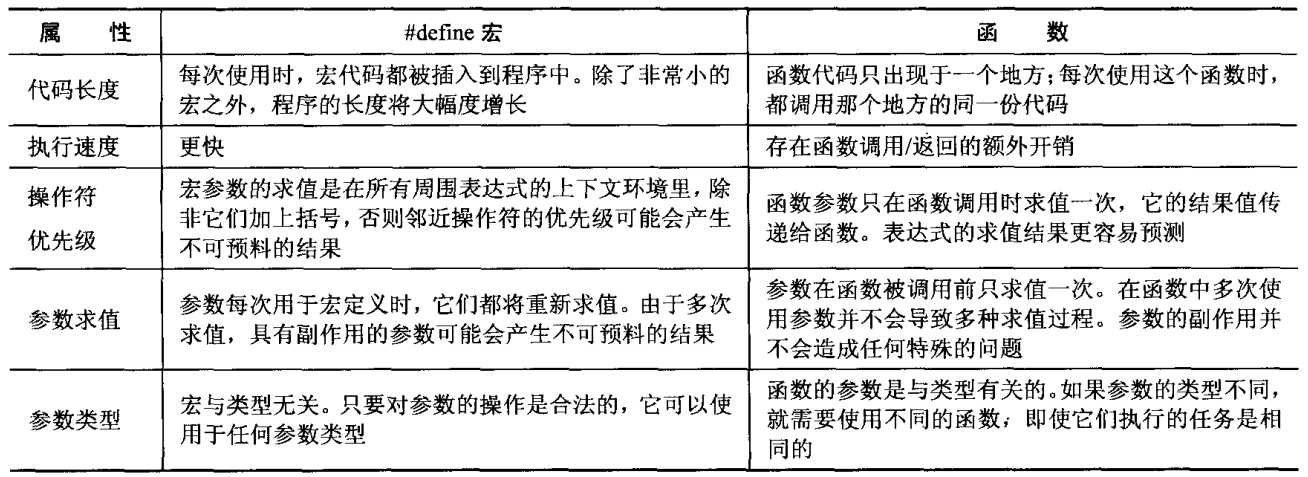 属 性 #define 宏 函 数
代码长度
每次使用时，宏代码都被插入到程序中。除了非常小的
宏之外，程序的长度将大幅度增长
函数代码只出现于一个地方；每次使用这个函数时，
都调用那个地方的同一份代码
执行速度
更快
存在函数调用/返回的额外开销
操作符
优先级
宏参数的求值是在所有周围表达式的上下文环境里，除
非它们加上括号，否则邻近操作符的优先级可能会产生
不可预料的结果
函数参数只在函数调用时求值一次，它的结果值传
递给函数。表达式的求值结果更容易预测
参数求值
参数每次用于宏定义时，它们都将重新求值。由于多次
求值，具有副作用的参数可能会产生不可预料的结果
参数在函数被调用前只求值一次。在函数中多次使
用参数并不会导致多种求值过程。参数的副作用并
不会造成任何特殊的问题
参数类型
宏与类型无关。只要对参数的操作是合法的，它可以使
用于任何参数类型
函数的参数是与类型有关的。如果参数的类型不同，
就需要使用不同的函数，即使它们执行的任务是相
同的